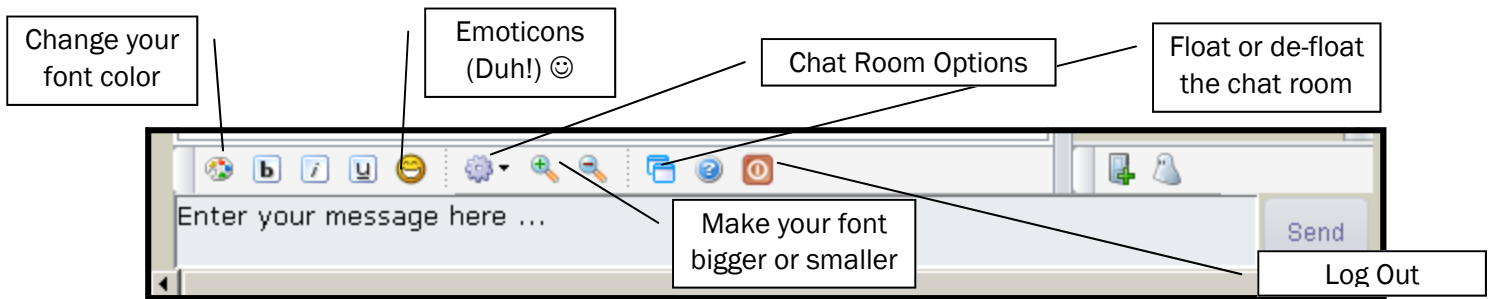 Change your
font color
Emoticons
(Duh!) ☺
Chat Room Options
Float or de-float
the chat room
b i u
Enter your message here ...
Send
Make your font
bigger or smaller
Log Out